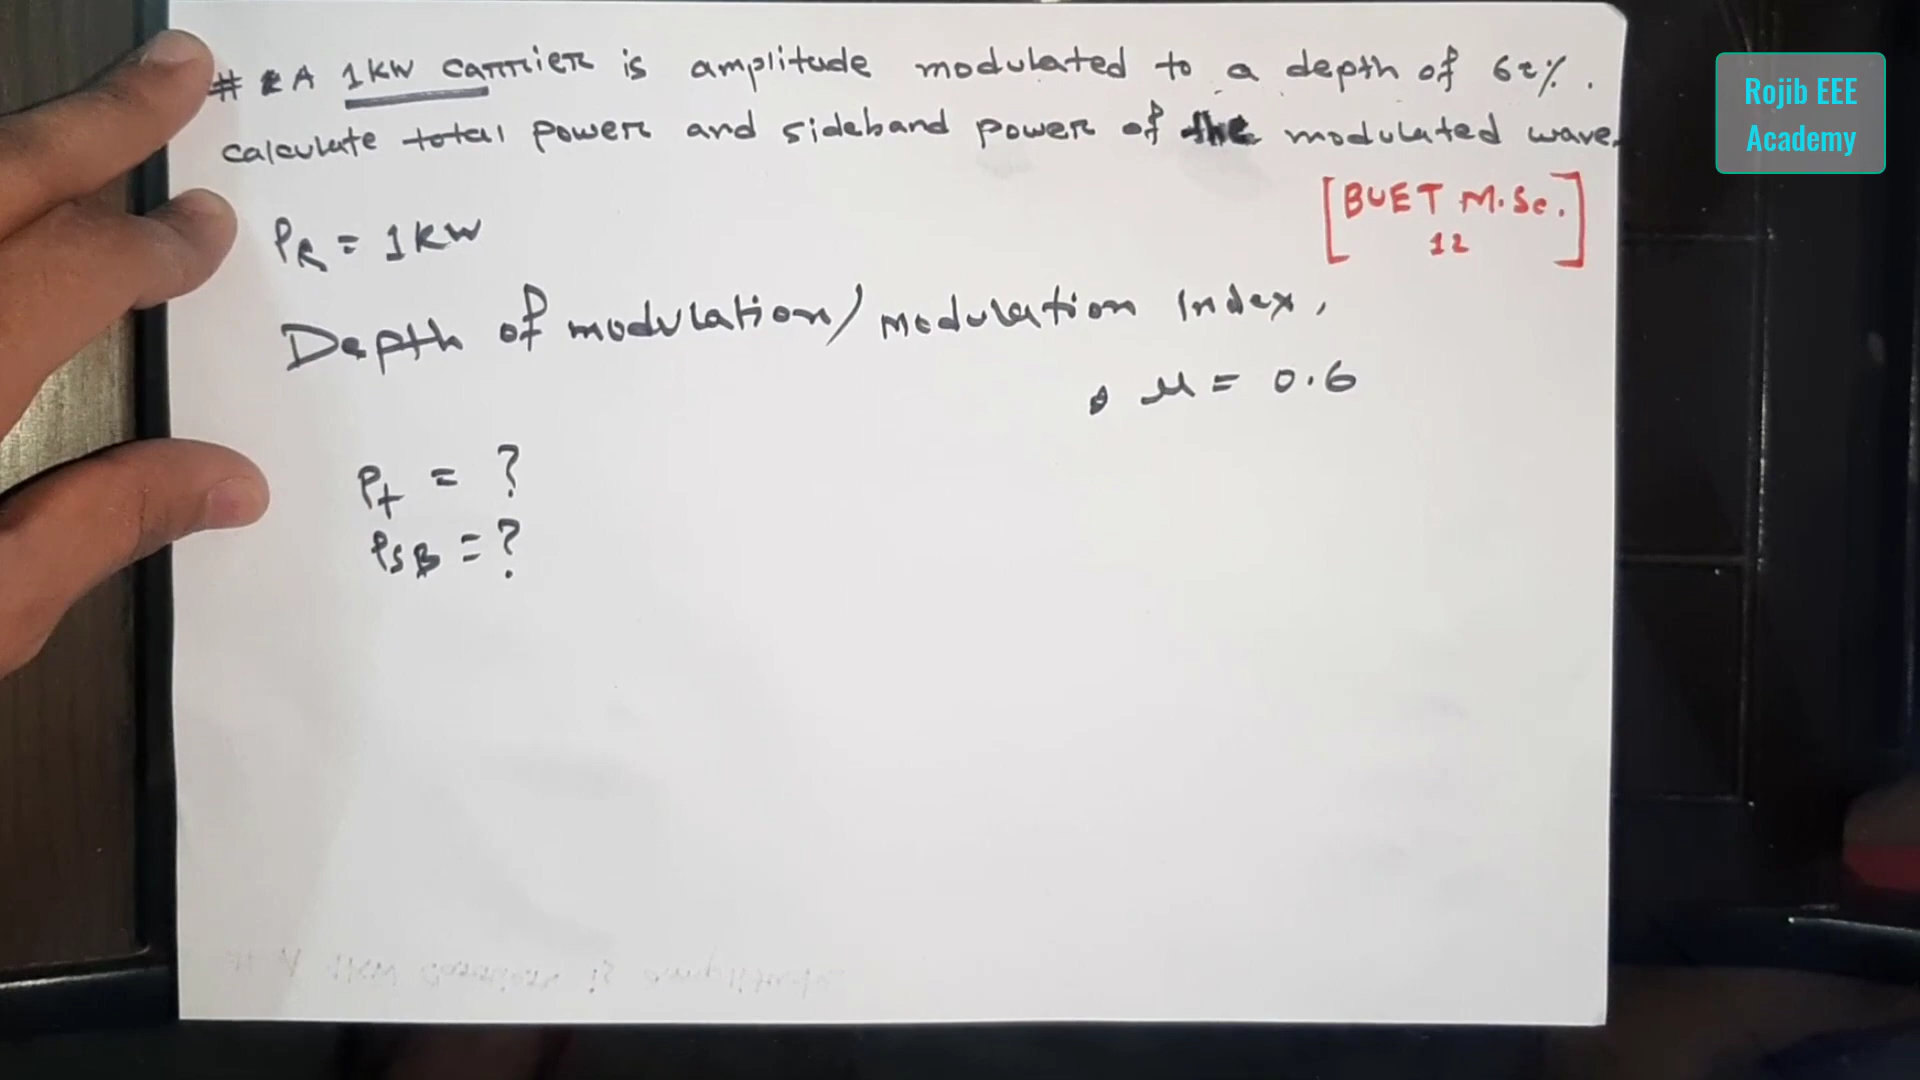 # A 1KW carrier is amplitude modulated to a depth of 60%.
calculate total power and sideband power of the modulated wave.
[BUET M.Sc.
12]
PR = 1KW
Depth of modulation/modulation Index,
μ = 0.6
Pt = ?
PSB = ?
Rojib EEE
Academy